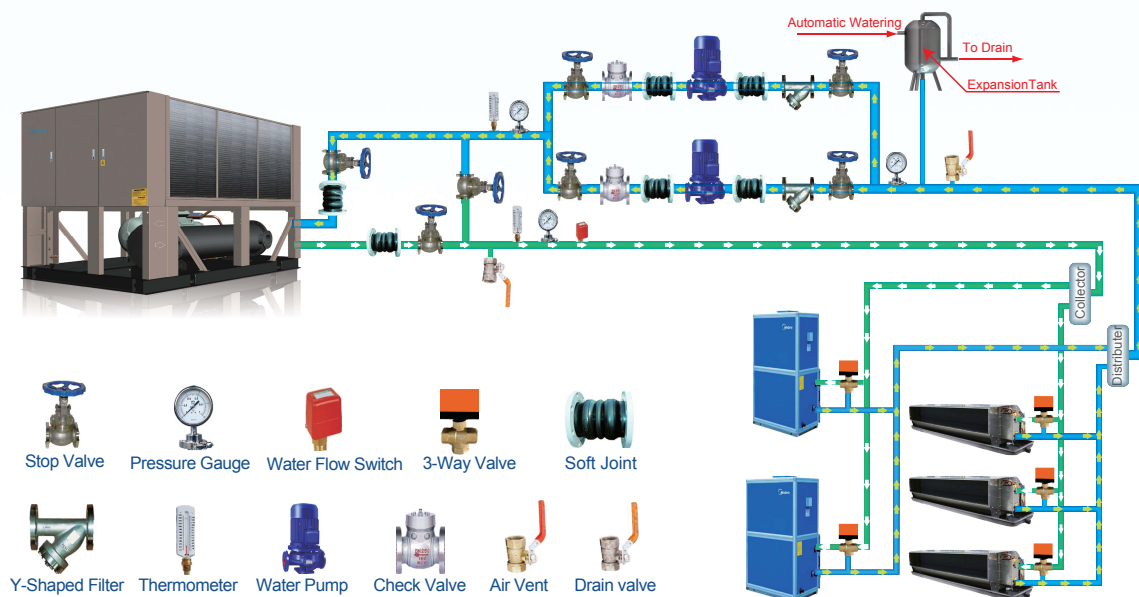 Automatic Watering
To Drain
ExpansionTank
Collector
Distributer
Stop Valve
Pressure Gauge
Water Flow Switch
3-Way Valve
Soft Joint
Y-Shaped Filter
Thermometer
Water Pump
Check Valve
Air Vent
Drain valve